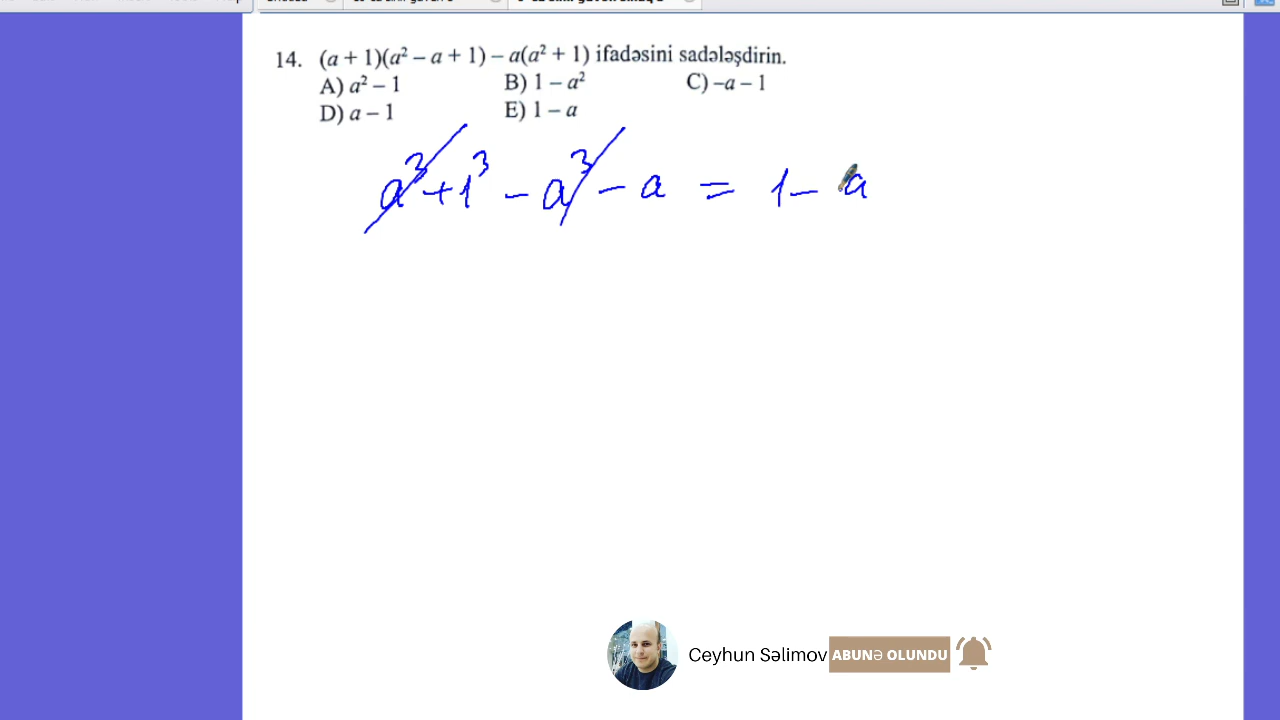 14. (a + 1)(a² – a + 1) – a(a² + 1) ifadəsini sadələşdirin.
A) a² – 1 B) 1 – a² C) –a – 1
D) a – 1 E) 1 – a
a³ + 1³ - a³ - a = 1 - a
Ceyhun Səlimov ABUNƏ OLUNDU